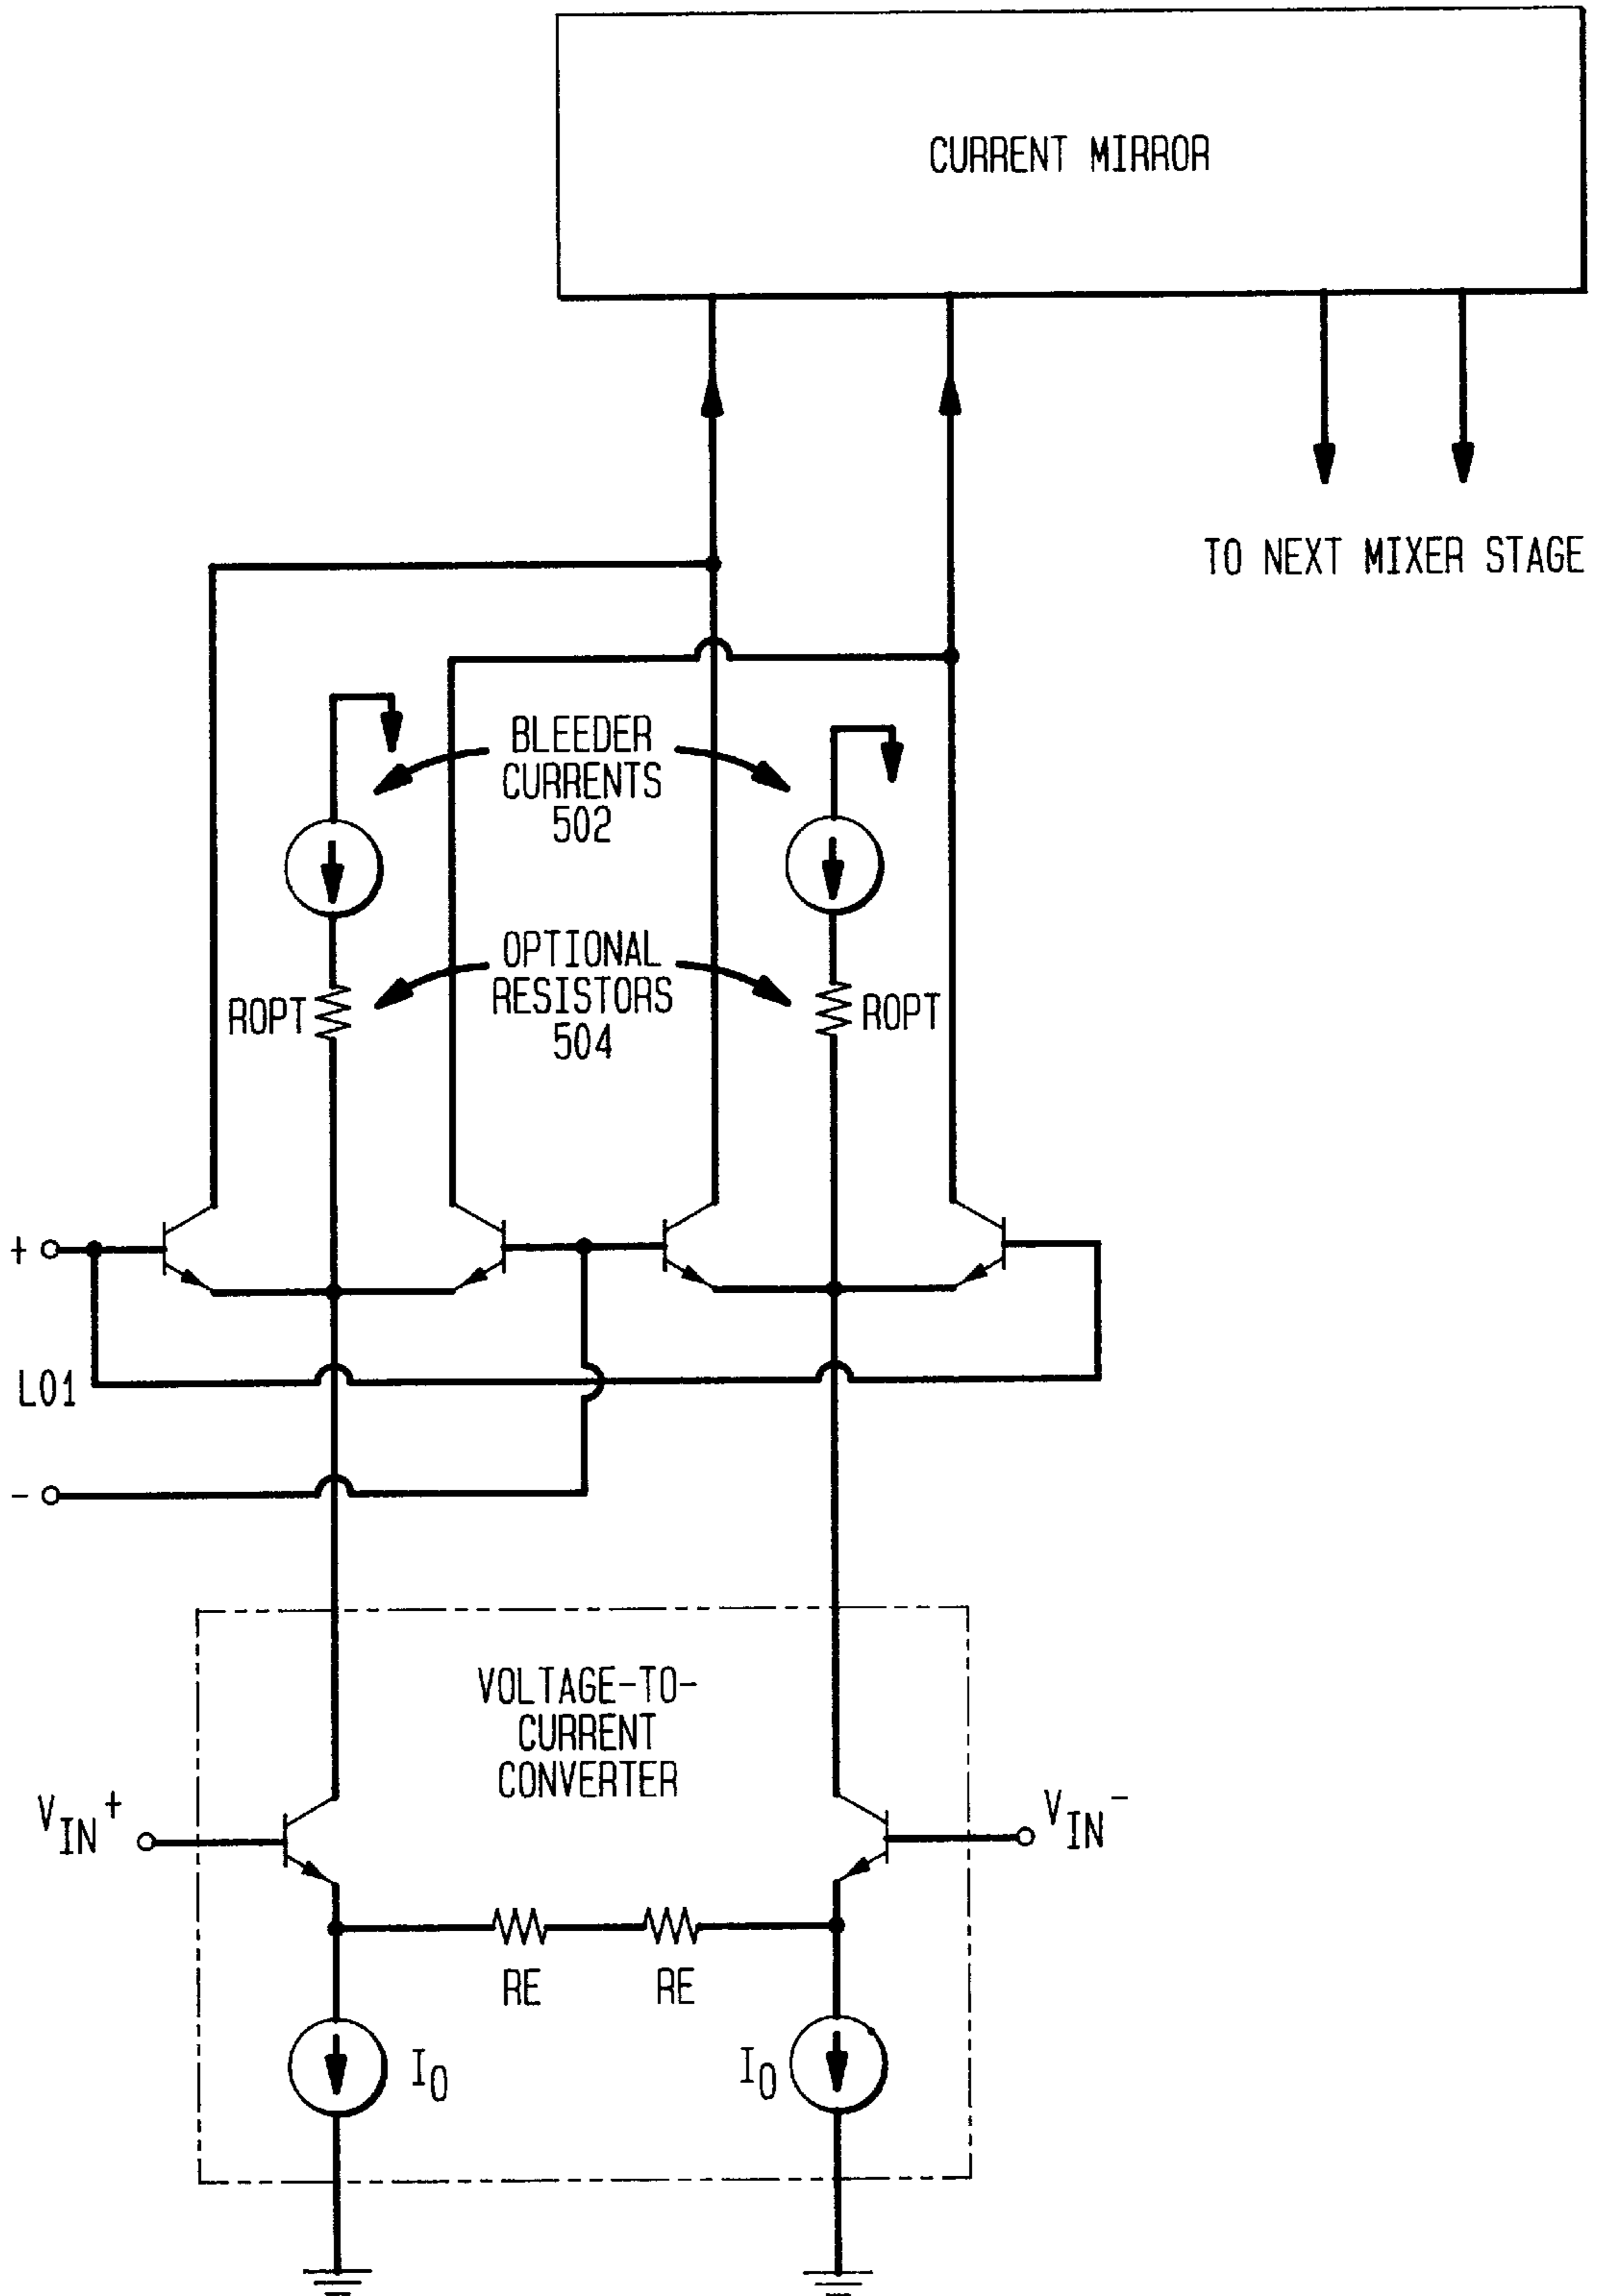 CURRENT MIRROR
TO NEXT MIXER STAGE
BLEEDER
CURRENTS
502
OPTIONAL
RESISTORS
504
ROPT
ROPT
+
LO1
-
VOLTAGE-TO-
CURRENT
CONVERTER
VIN+
VIN-
RE
RE
I0
I0